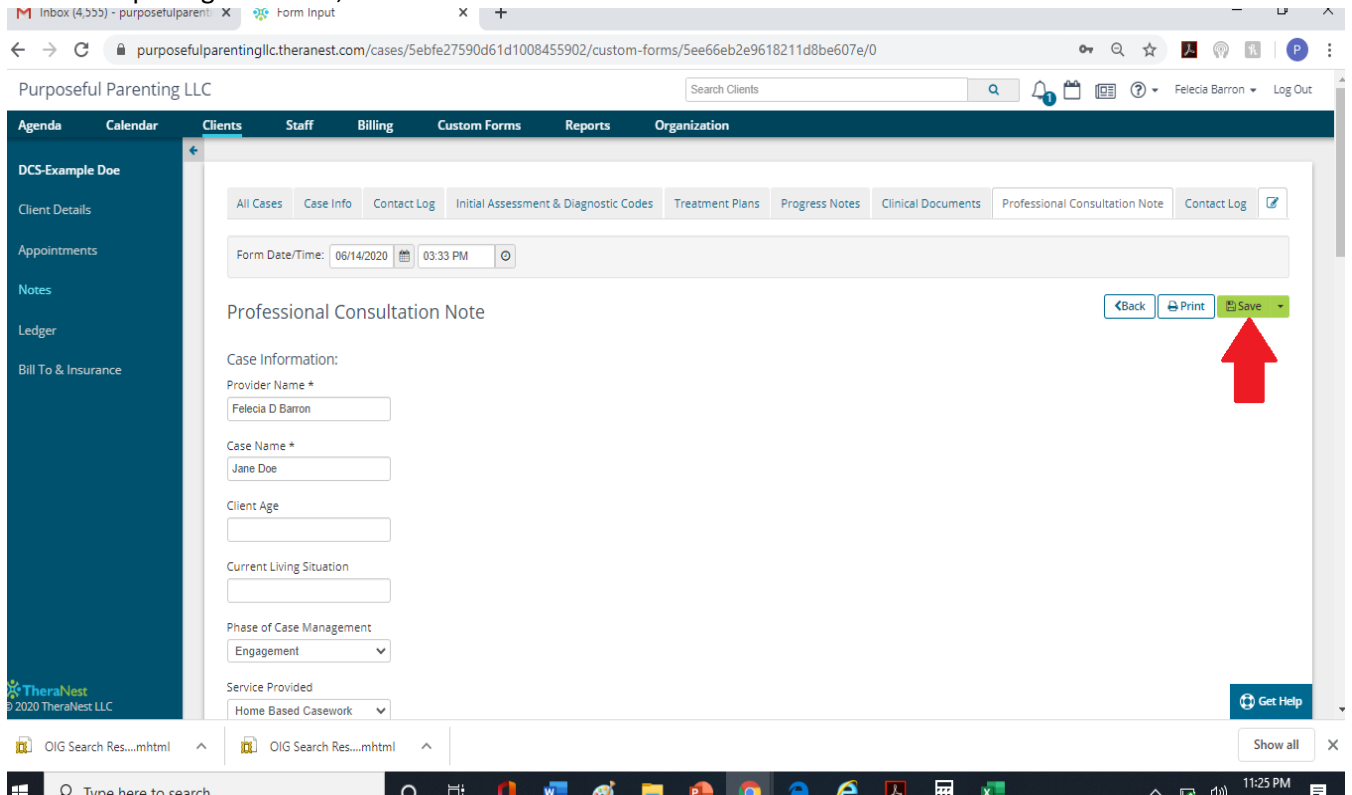 Inbox (4,555) - purposefulparenti Form Input
purposefulparentingllc.theranest.com/cases/5ebfe27590d61d1008455902/custom-forms/5ee66eb2e9618211d8be607e/0
P
Purposeful Parenting LLC Search Clients 1 Felecia Barron Log Out
Agenda Calendar Clients Staff Billing Custom Forms Reports Organization
DCS-Example Doe
Client Details
Appointments
Notes
Ledger
Bill To & Insurance
All Cases Case Info Contact Log Initial Assessment & Diagnostic Codes Treatment Plans Progress Notes Clinical Documents Professional Consultation Note Contact Log
Form Date/Time: 06/14/2020 03:33 PM
Professional Consultation Note Back Print Save
Case Information:
Provider Name *
Felecia D Barron
Case Name *
Jane Doe
Client Age
Current Living Situation
Phase of Case Management
Engagement
Service Provided
Home Based Casework
TheraNest
© 2020 TheraNest LLC
Get Help
OIG Search Res....mhtml OIG Search Res....mhtml Show all
Type here to search 11:25 PM